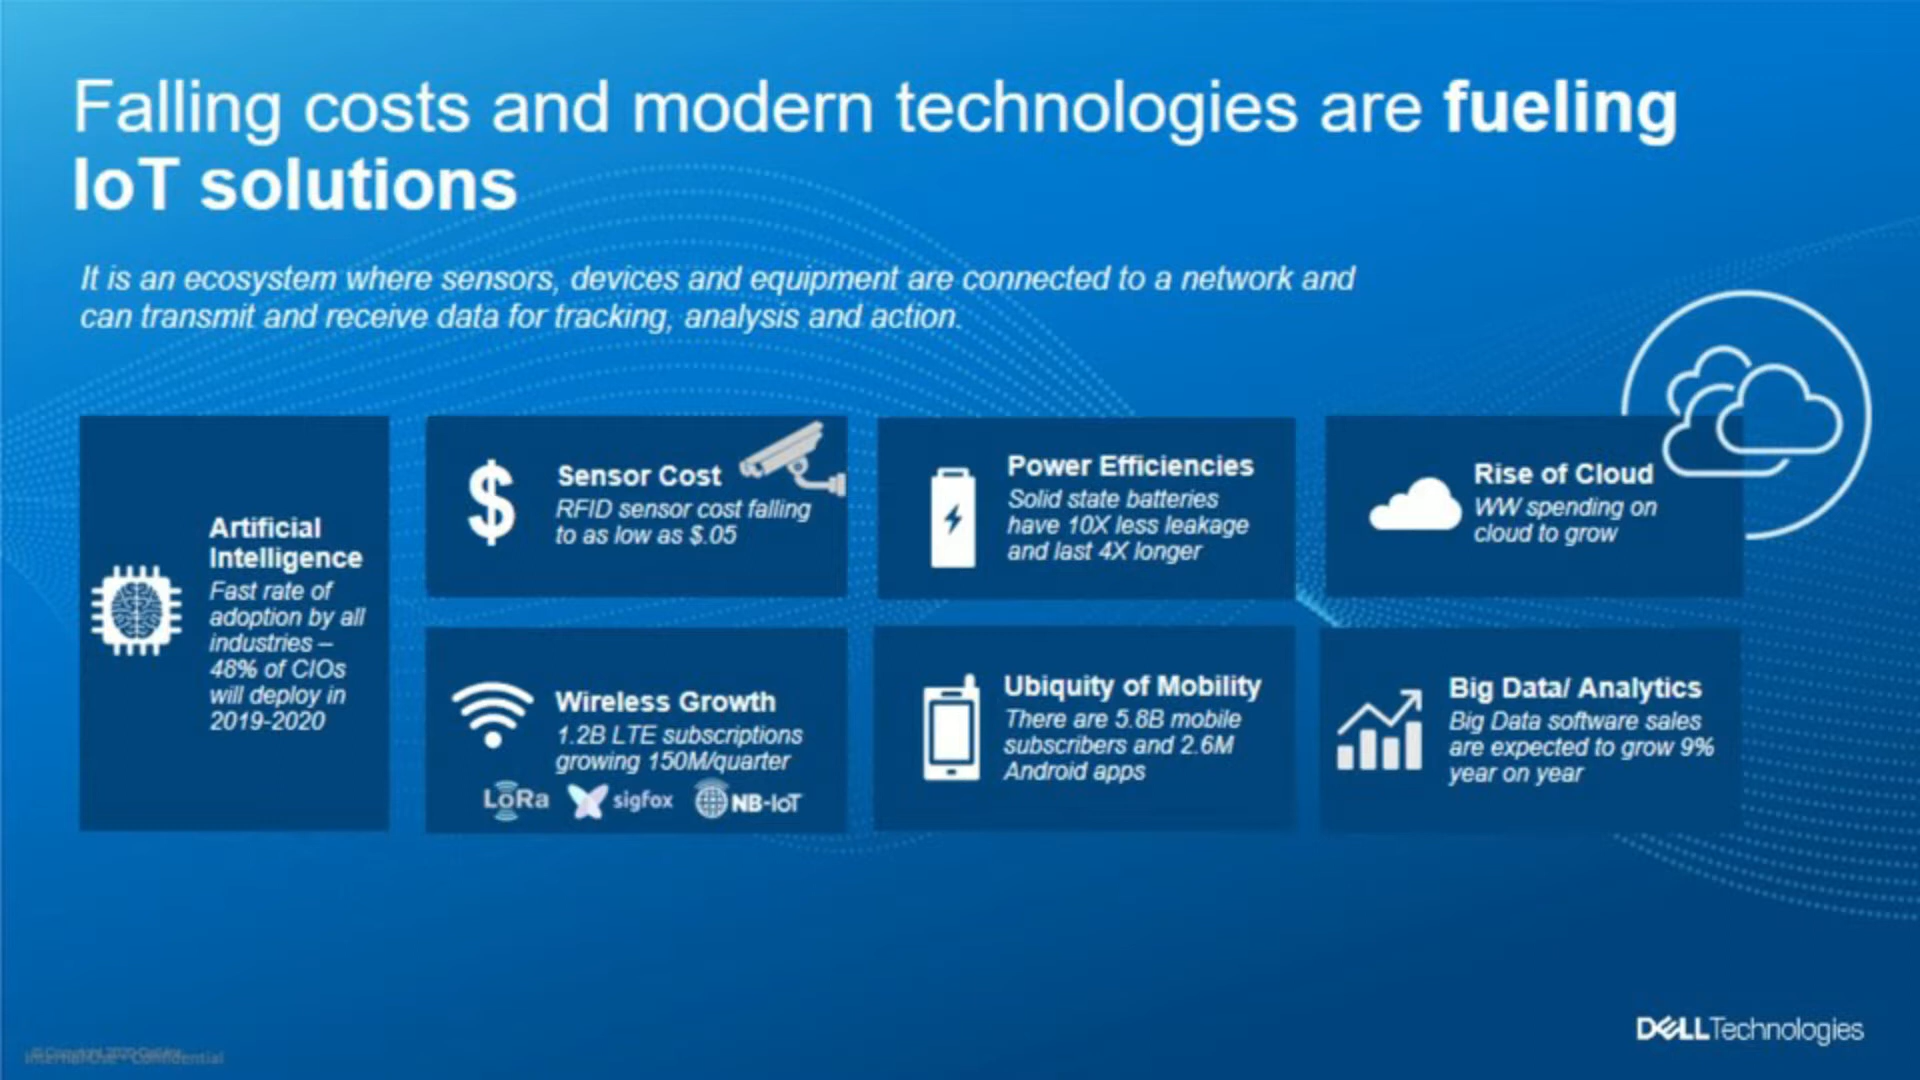 Falling costs and modern technologies are fueling
IoT solutions
It is an ecosystem where sensors, devices and equipment are connected to a network and
can transmit and receive data for tracking, analysis and action.
Artificial
Intelligence
Fast rate of
adoption by all
industries –
48% of CIOs
will deploy in
2019-2020
Sensor Cost
RFID sensor cost falling
to as low as $.05
Power Efficiencies
Solid state batteries
have 10X less leakage
and last 4X longer
Rise of Cloud
WW spending on
cloud to grow
Wireless Growth
1.2B LTE subscriptions
growing 150M/quarter
LoRa sigfox NB-IoT
Ubiquity of Mobility
There are 5.8B mobile
subscribers and 2.6M
Android apps
Big Data/ Analytics
Big Data software sales
are expected to grow 9%
year on year
DELLTechnologies
Internal Use - Confidential